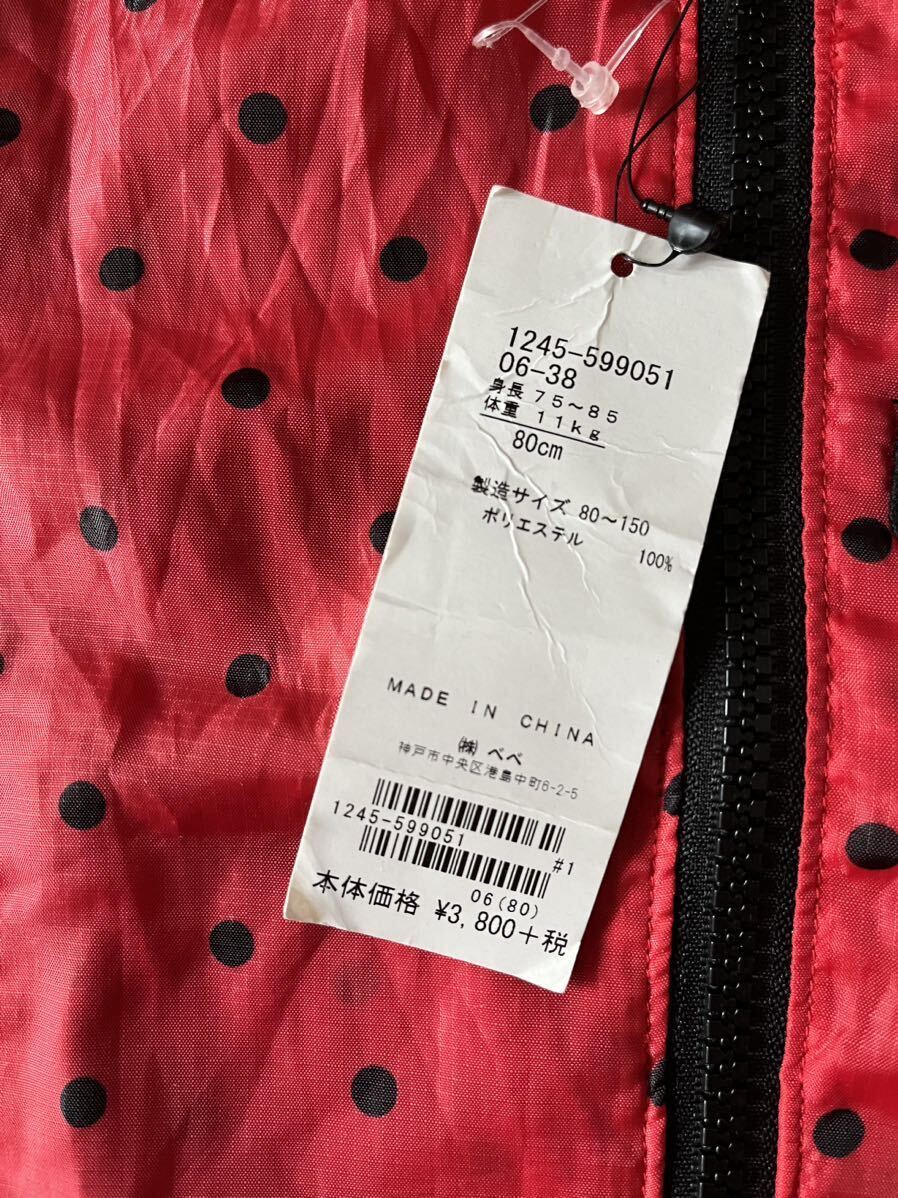 1245-599051
06-38
身長 75～85
体重 11kg
80cm
製造サイズ 80～150
ポリエステル 100%
MADE IN CHINA
㈱ べべ
神戸市中央区港島中町6-2-5
1245-599051
#1
06(80)
本体価格 ¥3,800+税